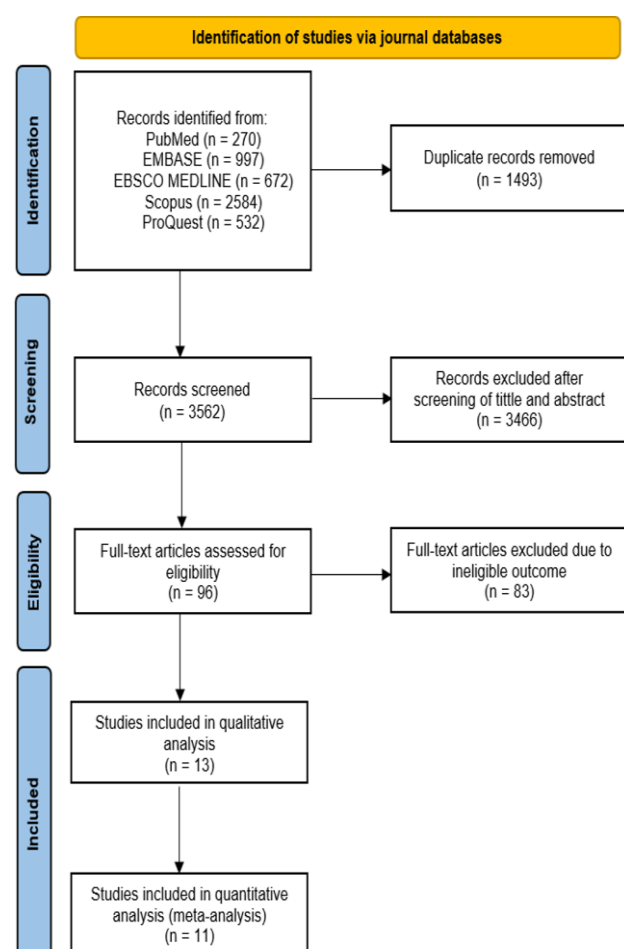 Identification of studies via journal databases
Identification
Records identified from:
PubMed (n = 270)
EMBASE (n = 997)
EBSCO MEDLINE (n = 672)
Scopus (n = 2584)
ProQuest (n = 532)
Duplicate records removed
(n = 1493)
Screening
Records screened
(n = 3562)
Records excluded after
screening of tittle and abstract
(n = 3466)
Eligibility
Full-text articles assessed for
eligibility
(n = 96)
Full-text articles excluded due to
ineligible outcome
(n = 83)
Included
Studies included in qualitative
analysis
(n = 13)
Studies included in quantitative
analysis (meta-analysis)
(n = 11)